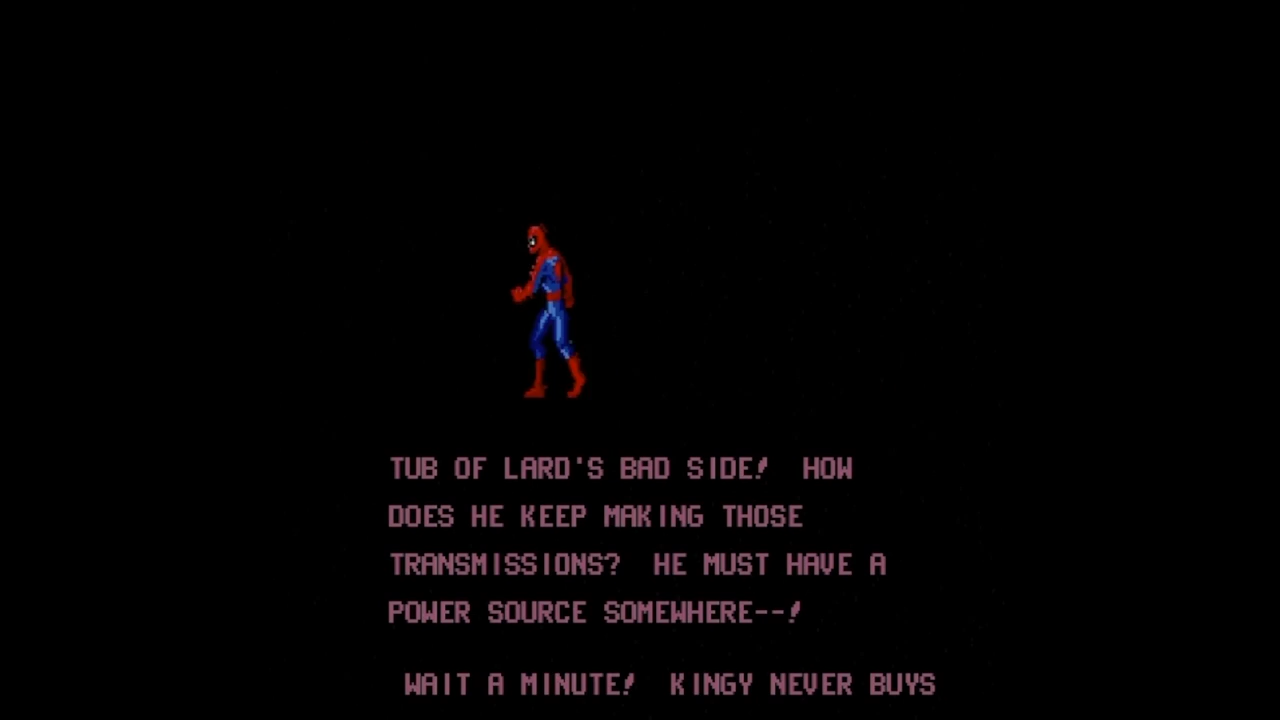 TUB OF LARD'S BAD SIDE!  HOW
DOES HE KEEP MAKING THOSE
TRANSMISSIONS?  HE MUST HAVE A
POWER SOURCE SOMEWHERE--!
WAIT A MINUTE!  KINGY NEVER BUYS